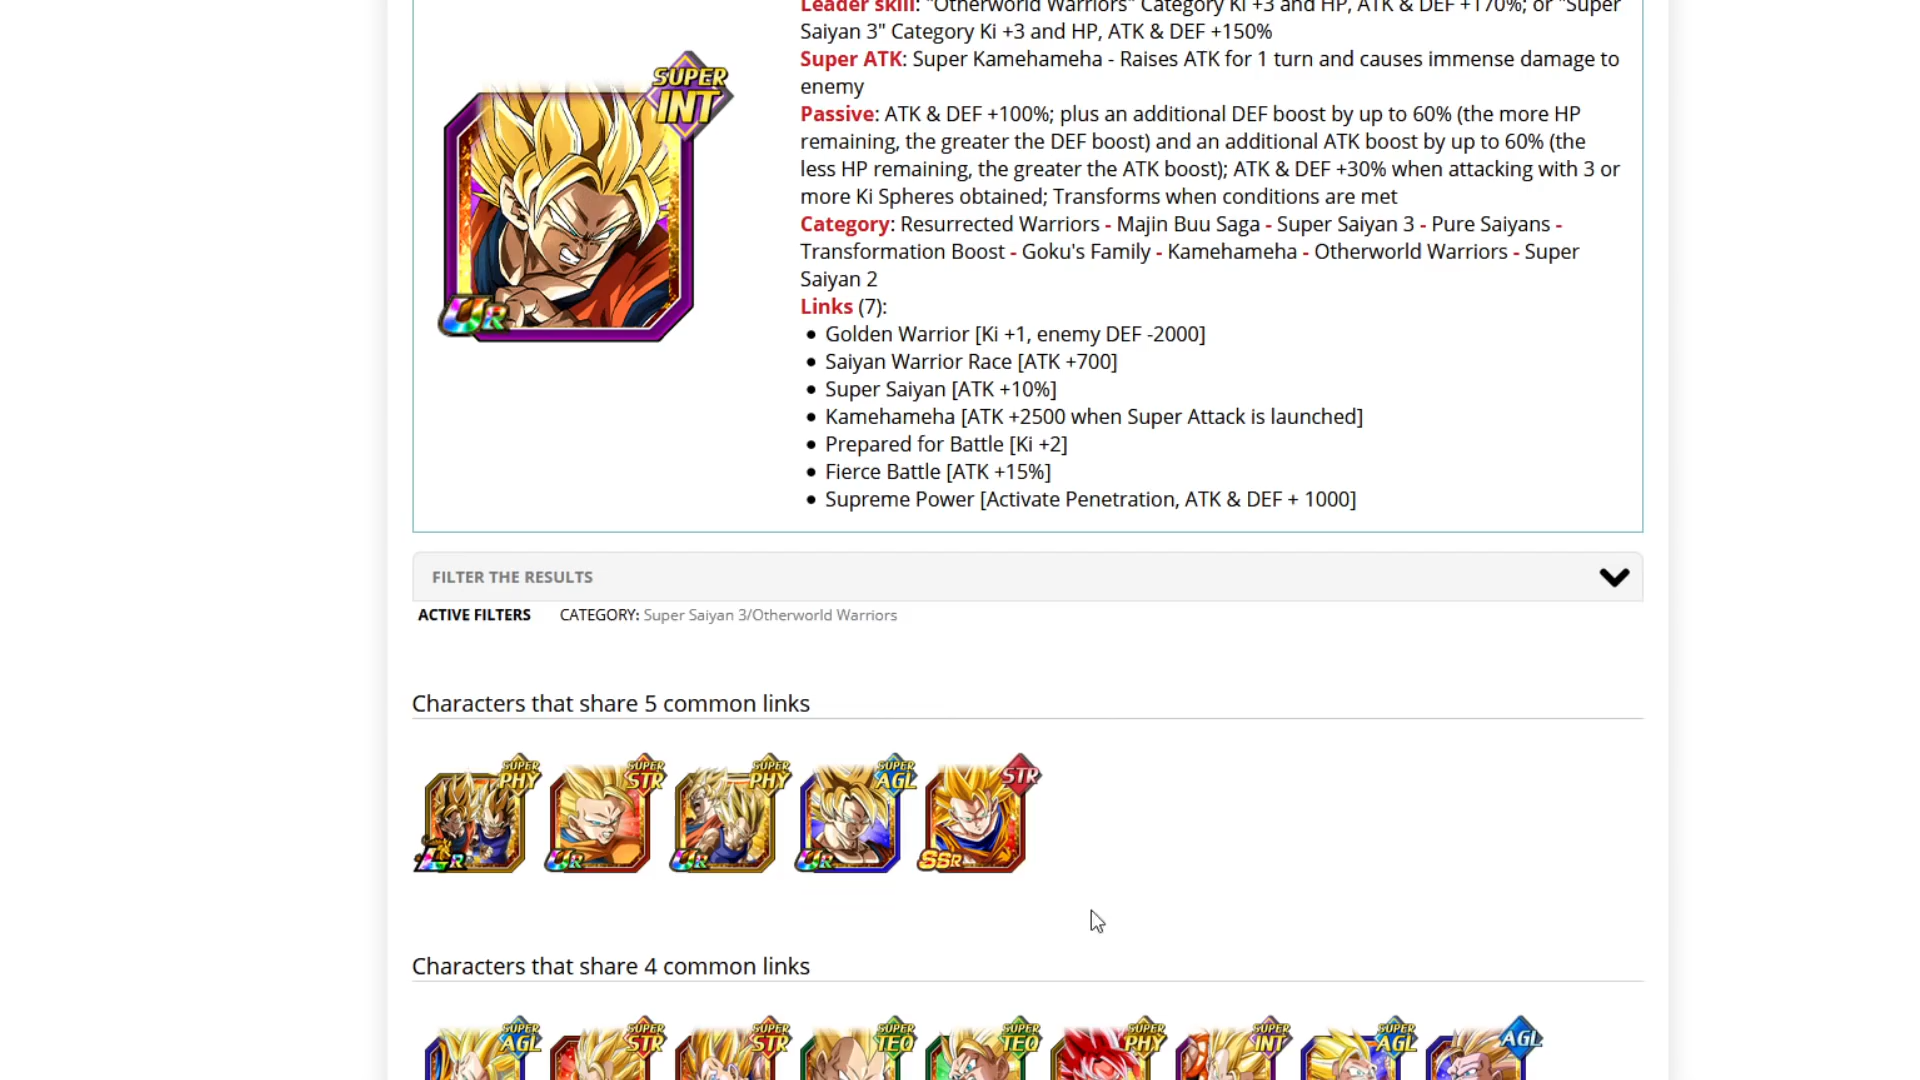 Leader skill: "Otherworld Warriors" Category Ki +3 and HP, ATK & DEF +170%; or "Super
Saiyan 3" Category Ki +3 and HP, ATK & DEF +150%
Super ATK: Super Kamehameha - Raises ATK for 1 turn and causes immense damage to
enemy
Passive: ATK & DEF +100%; plus an additional DEF boost by up to 60% (the more HP
remaining, the greater the DEF boost) and an additional ATK boost by up to 60% (the
less HP remaining, the greater the ATK boost); ATK & DEF +30% when attacking with 3 or
more Ki Spheres obtained; Transforms when conditions are met
Category: Resurrected Warriors - Majin Buu Saga - Super Saiyan 3 - Pure Saiyans -
Transformation Boost - Goku's Family - Kamehameha - Otherworld Warriors - Super
Saiyan 2
Links (7):
• Golden Warrior [Ki +1, enemy DEF -2000]
• Saiyan Warrior Race [ATK +700]
• Super Saiyan [ATK +10%]
• Kamehameha [ATK +2500 when Super Attack is launched]
• Prepared for Battle [Ki +2]
• Fierce Battle [ATK +15%]
• Supreme Power [Activate Penetration, ATK & DEF + 1000]
SUPER
INT
UR
FILTER THE RESULTS
ACTIVE FILTERS CATEGORY: Super Saiyan 3/Otherworld Warriors
Characters that share 5 common links
SUPER PHY SUPER STR SUPER PHY SUPER AGL STR
LR UR UR UR SSR
Characters that share 4 common links
SUPER AGL SUPER STR SUPER STR SUPER TEQ SUPER TEQ SUPER PHY SUPER INT SUPER AGL AGL